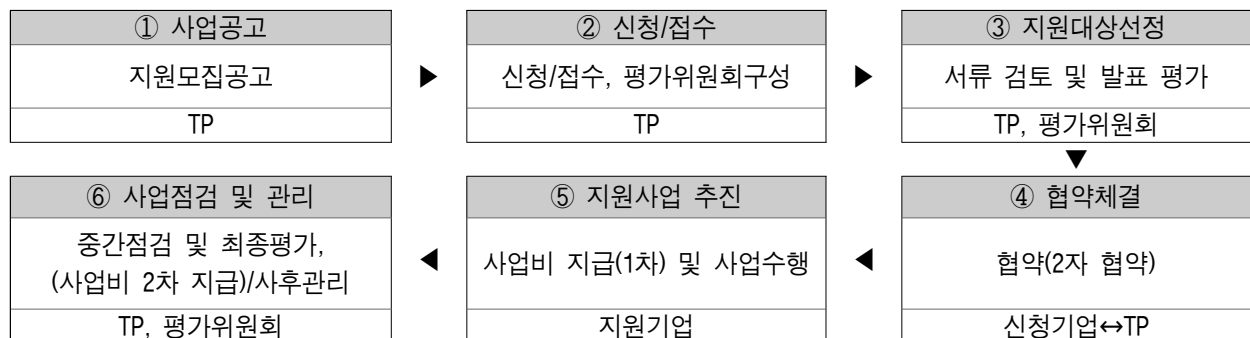 ① 사업공고
지원모집공고
TP
▶
② 신청/접수
신청/접수, 평가위원회구성
TP
▶
③ 지원대상선정
서류 검토 및 발표 평가
TP, 평가위원회
▼
④ 협약체결
협약(2자 협약)
신청기업↔TP
◀
⑤ 지원사업 추진
사업비 지급(1차) 및 사업수행
지원기업
◀
⑥ 사업점검 및 관리
중간점검 및 최종평가,
(사업비 2차 지급)/사후관리
TP, 평가위원회